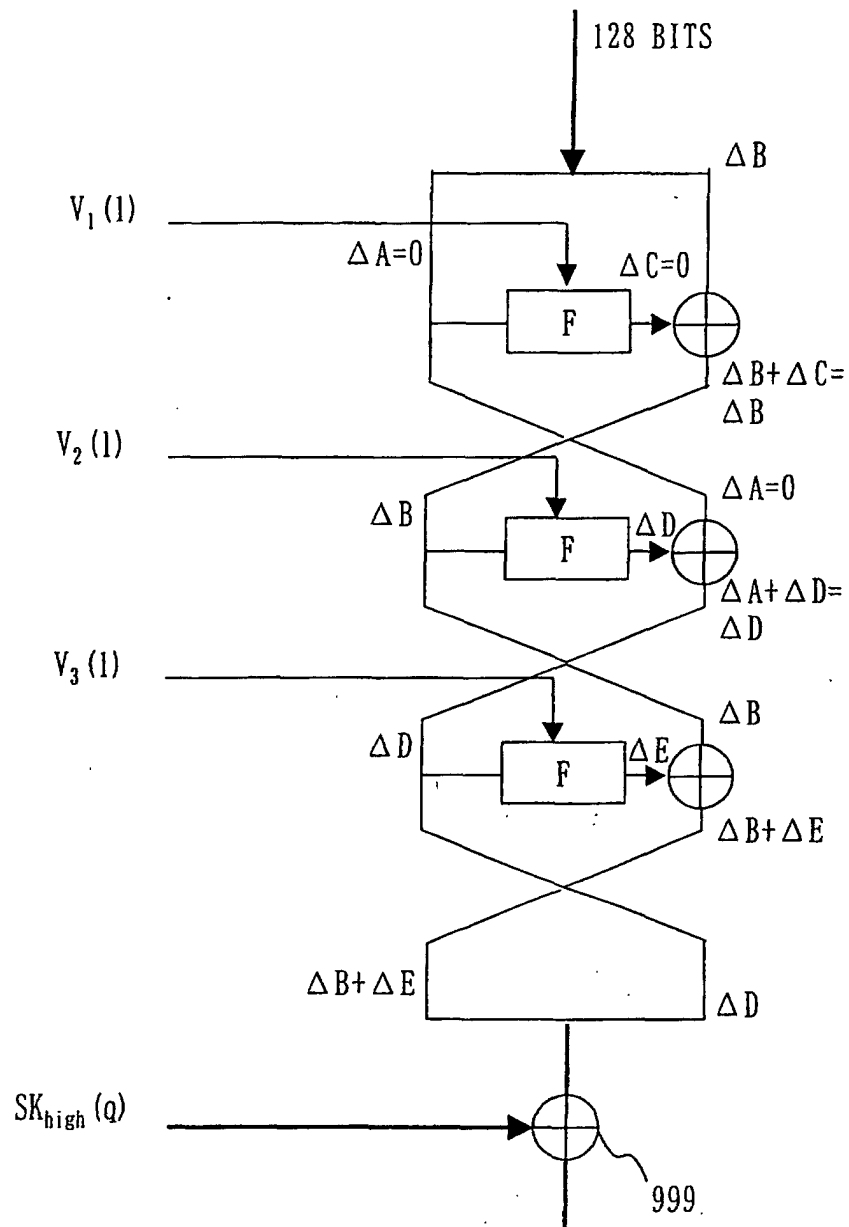 128 BITS
ΔB
V₁(1)
ΔA=0
ΔC=0
F
ΔB+ΔC=
ΔB
V₂(1)
ΔA=0
ΔB
ΔD
F
ΔA+ΔD=
ΔD
V₃(1)
ΔB
ΔD
ΔE
F
ΔB+ΔE
ΔB+ΔE
ΔD
SK_high(q)
999